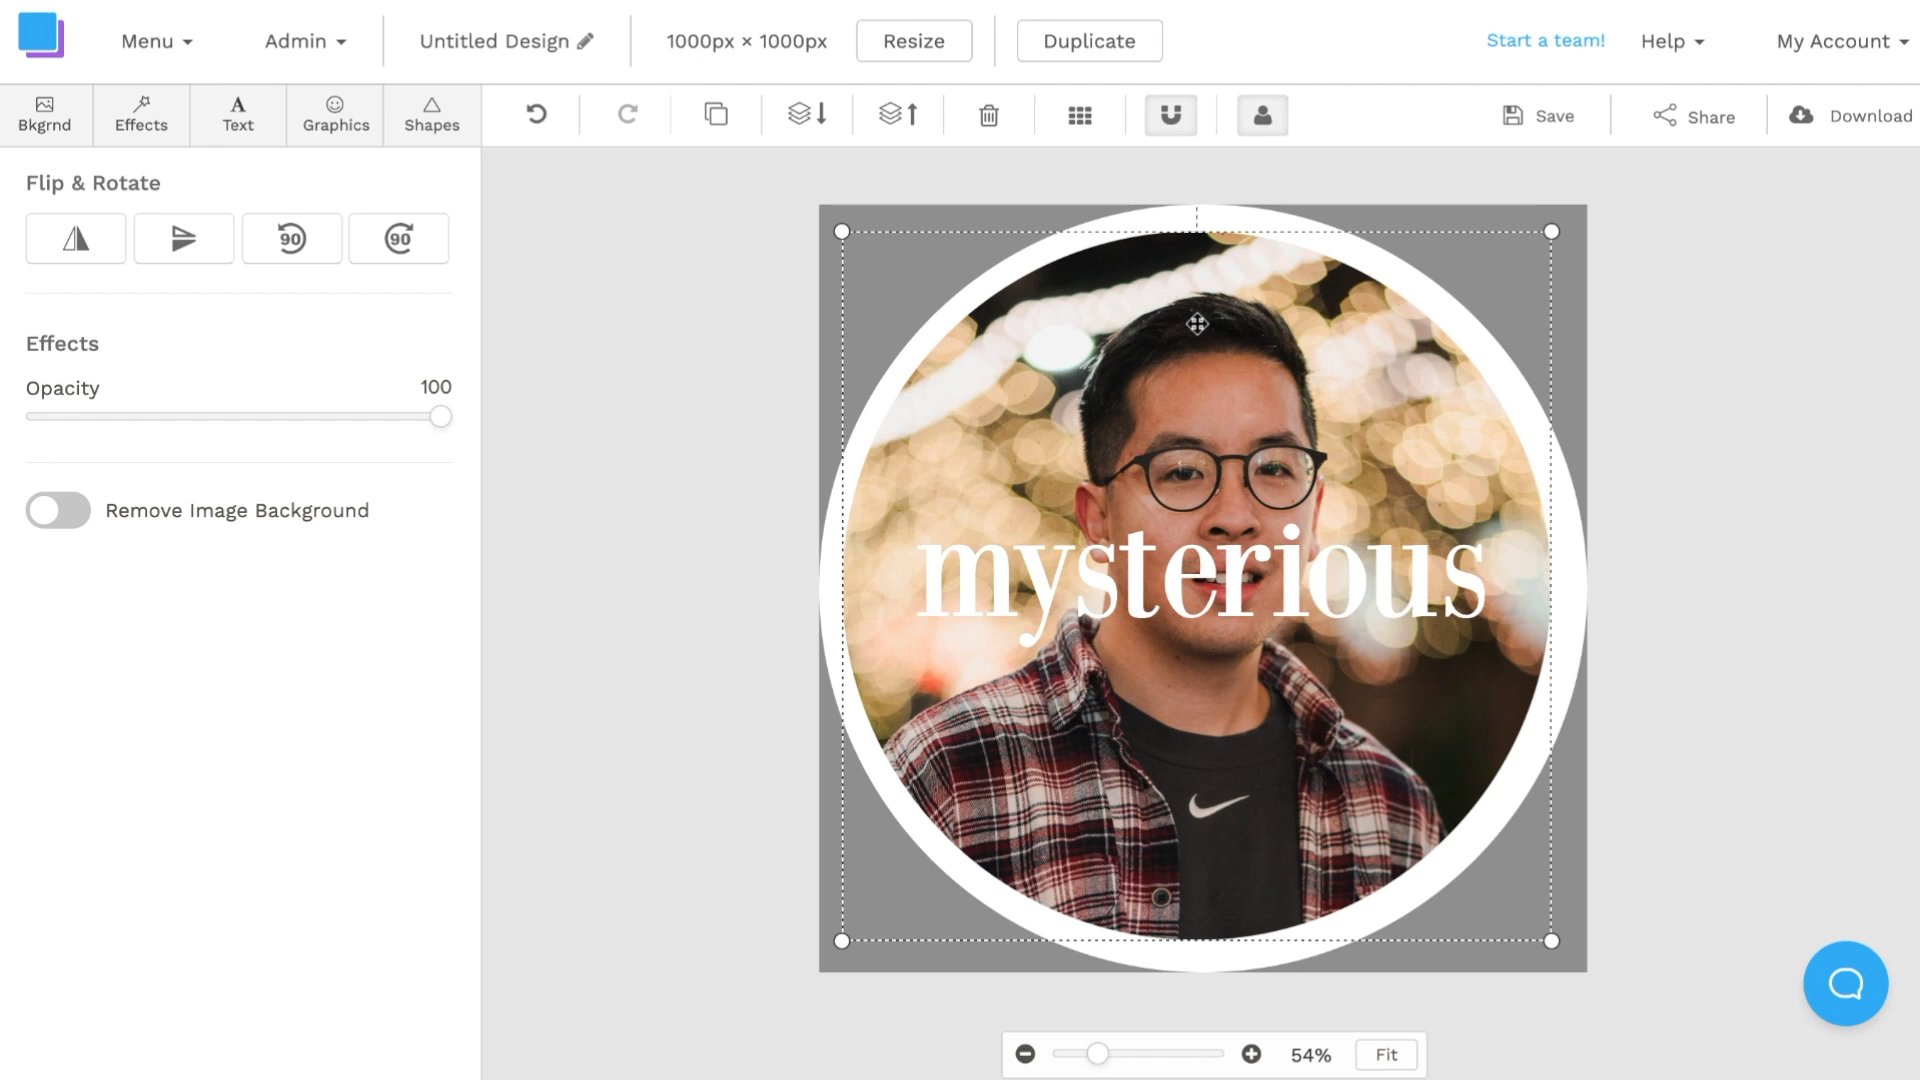 Menu
Admin
Untitled Design
1000px × 1000px
Resize
Duplicate
Start a team!
Help
My Account
Bkgrnd
Effects
Text
Graphics
Shapes
Save
Share
Download
Flip & Rotate
90
90
Effects
Opacity 100
Remove Image Background
mysterious
54%
Fit